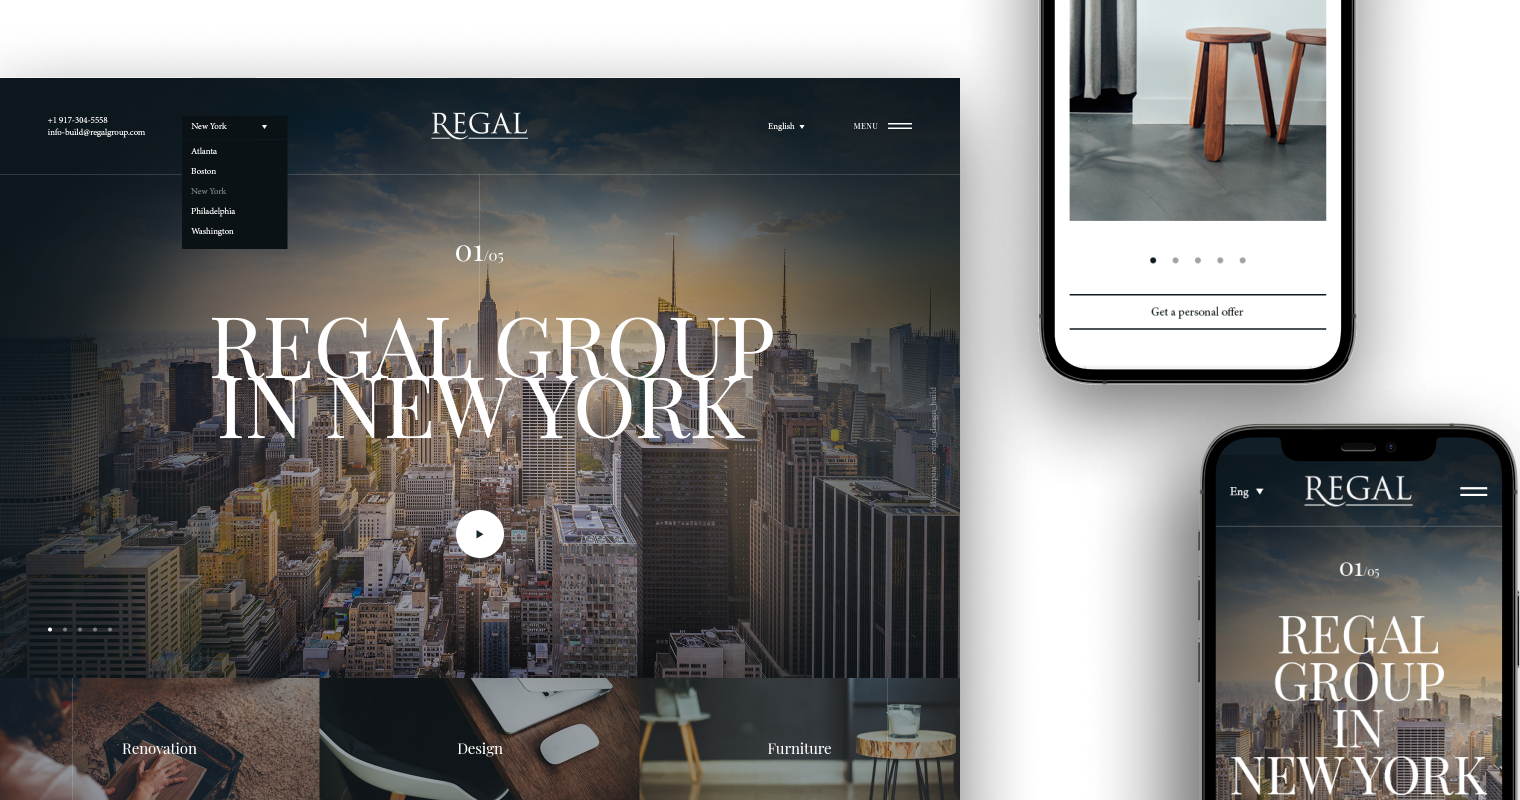 +1 917-304-5558
info-build@regalgroup.com
New York
Atlanta
Boston
New York
Philadelphia
Washington
REGAL
English
MENU
01/05
REGAL GROUP
IN NEW YORK
Renovation
Design
Furniture
Get a personal offer
Eng
REGAL
01/05
REGAL
GROUP
IN
NEW YORK